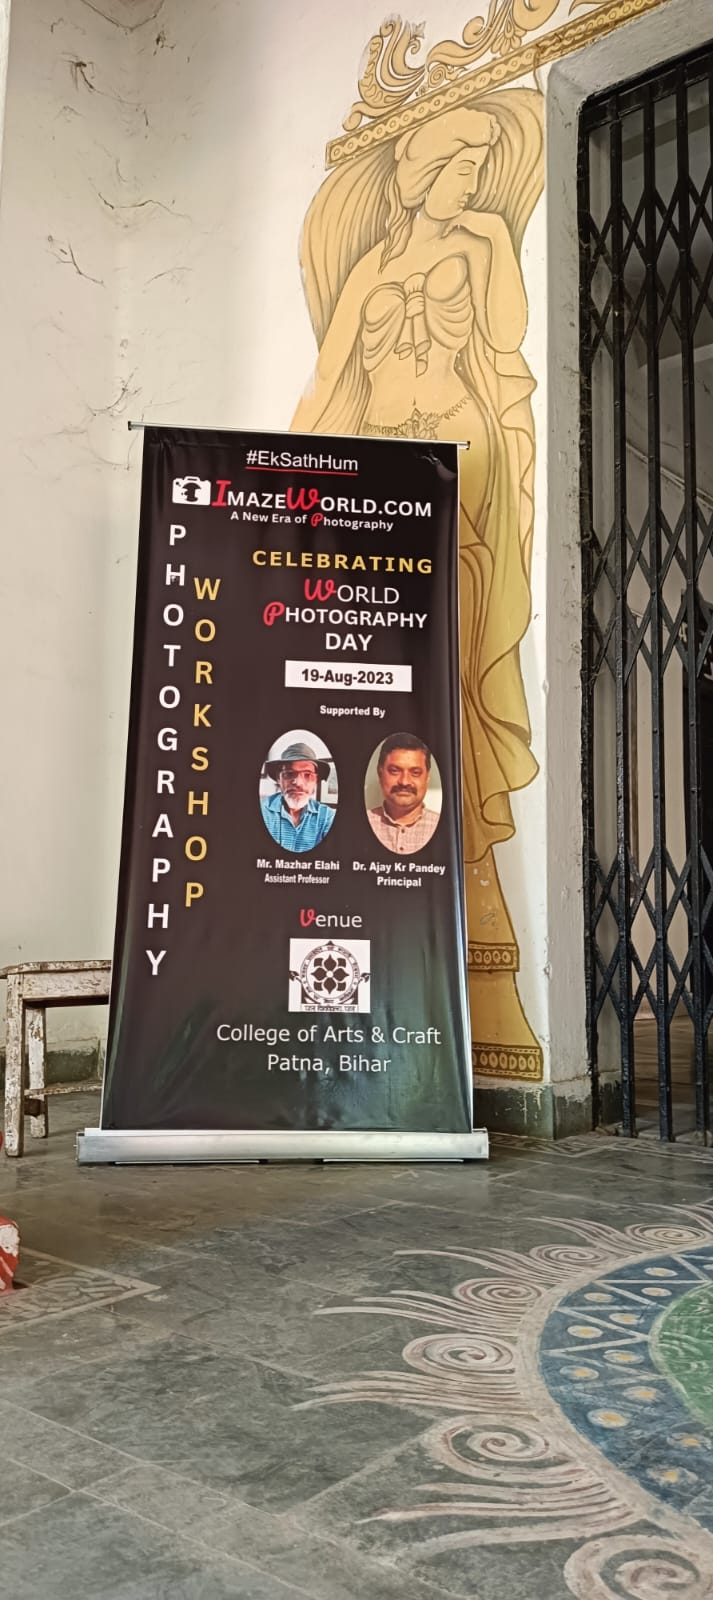 #EkSathHum
ImazeWorld.com
A New Era of Photography
PHOTOGRAPHY
WORKSHOP
CELEBRATING
World
Photography
DAY
19-Aug-2023
Supported By
Mr. Mazhar Elahi
Assistant Professor
Dr. Ajay Kr Pandey
Principal
Venue
College of Arts & Craft
Patna, Bihar